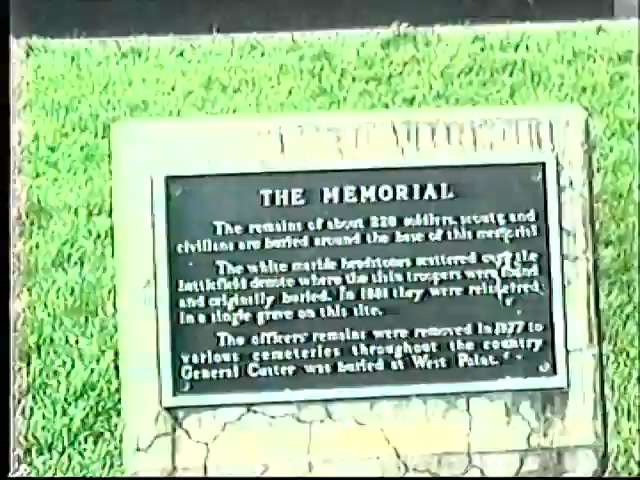 THE MEMORIAL
The remains of about 220 soldiers, scouts and
civilians are buried around the base of this memorial
The white marble headstones scattered over the
battlefield denote where the slain troopers were found
and originally buried. In 1881 they were reinterred
in a single grave on this site.
The officers' remains were removed in 1877 to
various cemeteries throughout the country
General Custer was buried at West Point.